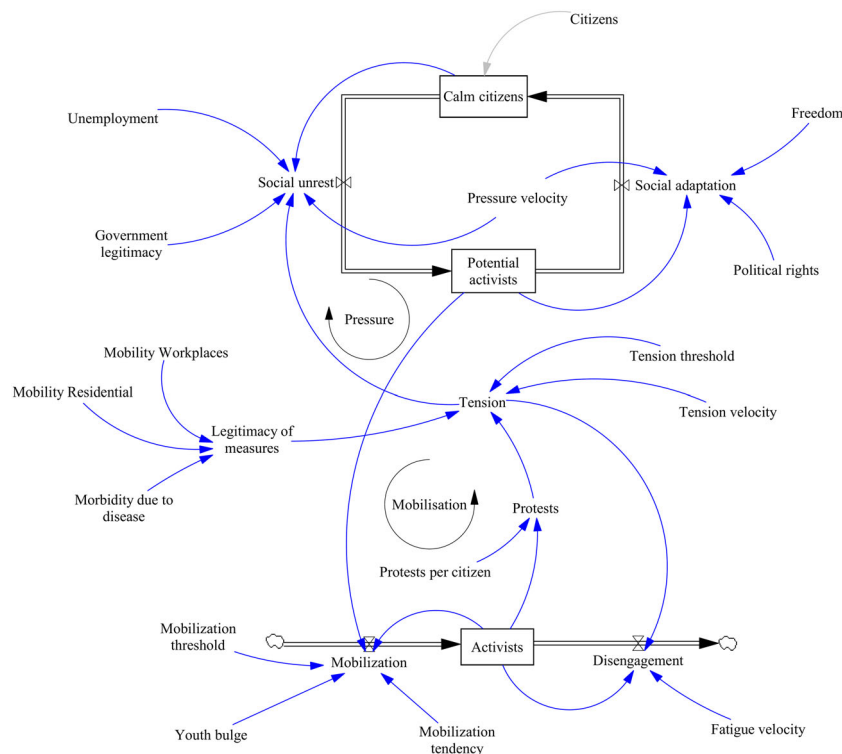 Citizens
Calm citizens
Unemployment
Freedom
Social unrest
Social adaptation
Pressure velocity
Government
legitimacy
Potential
activists
Political rights
Pressure
Mobility Workplaces
Tension threshold
Mobility Residential
Tension
Tension velocity
Legitimacy of
measures
Morbidity due to
disease
Mobilisation
Protests
Protests per citizen
Mobilization
threshold
Activists
Mobilization
Disengagement
Youth bulge
Mobilization
tendency
Fatigue velocity